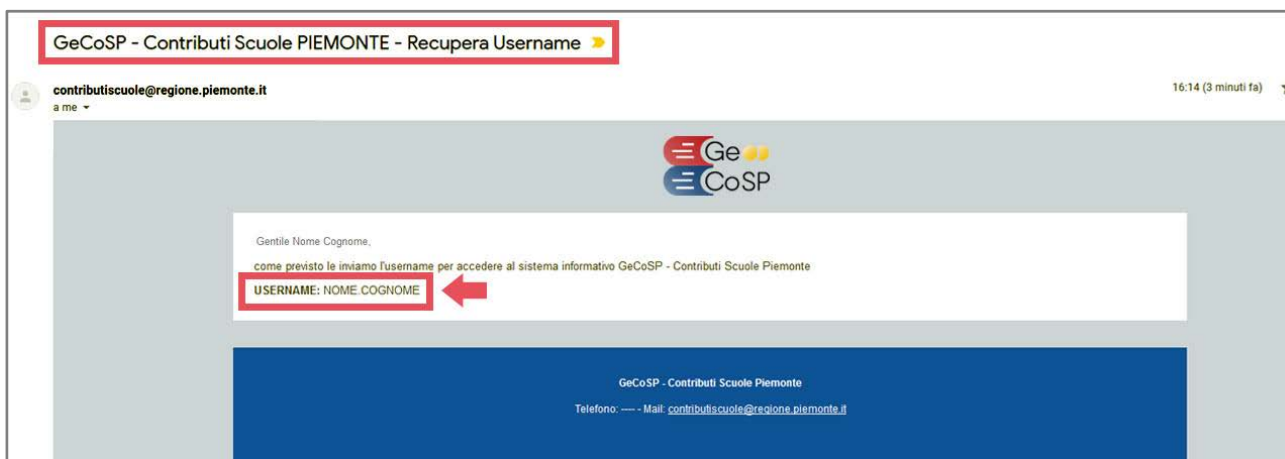 GeCoSP - Contributi Scuole PIEMONTE - Recupera Username
contributiscuole@regione.piemonte.it
16:14 (3 minuti fa)
a me
Ge
CoSP
Gentile Nome Cognome,
come previsto le inviamo l'username per accedere al sistema informativo GeCoSP - Contributi Scuole Piemonte
USERNAME: NOME.COGNOME
GeCoSP - Contributi Scuole Piemonte
Telefono: ---- - Mail: contributiscuole@regione.piemonte.it